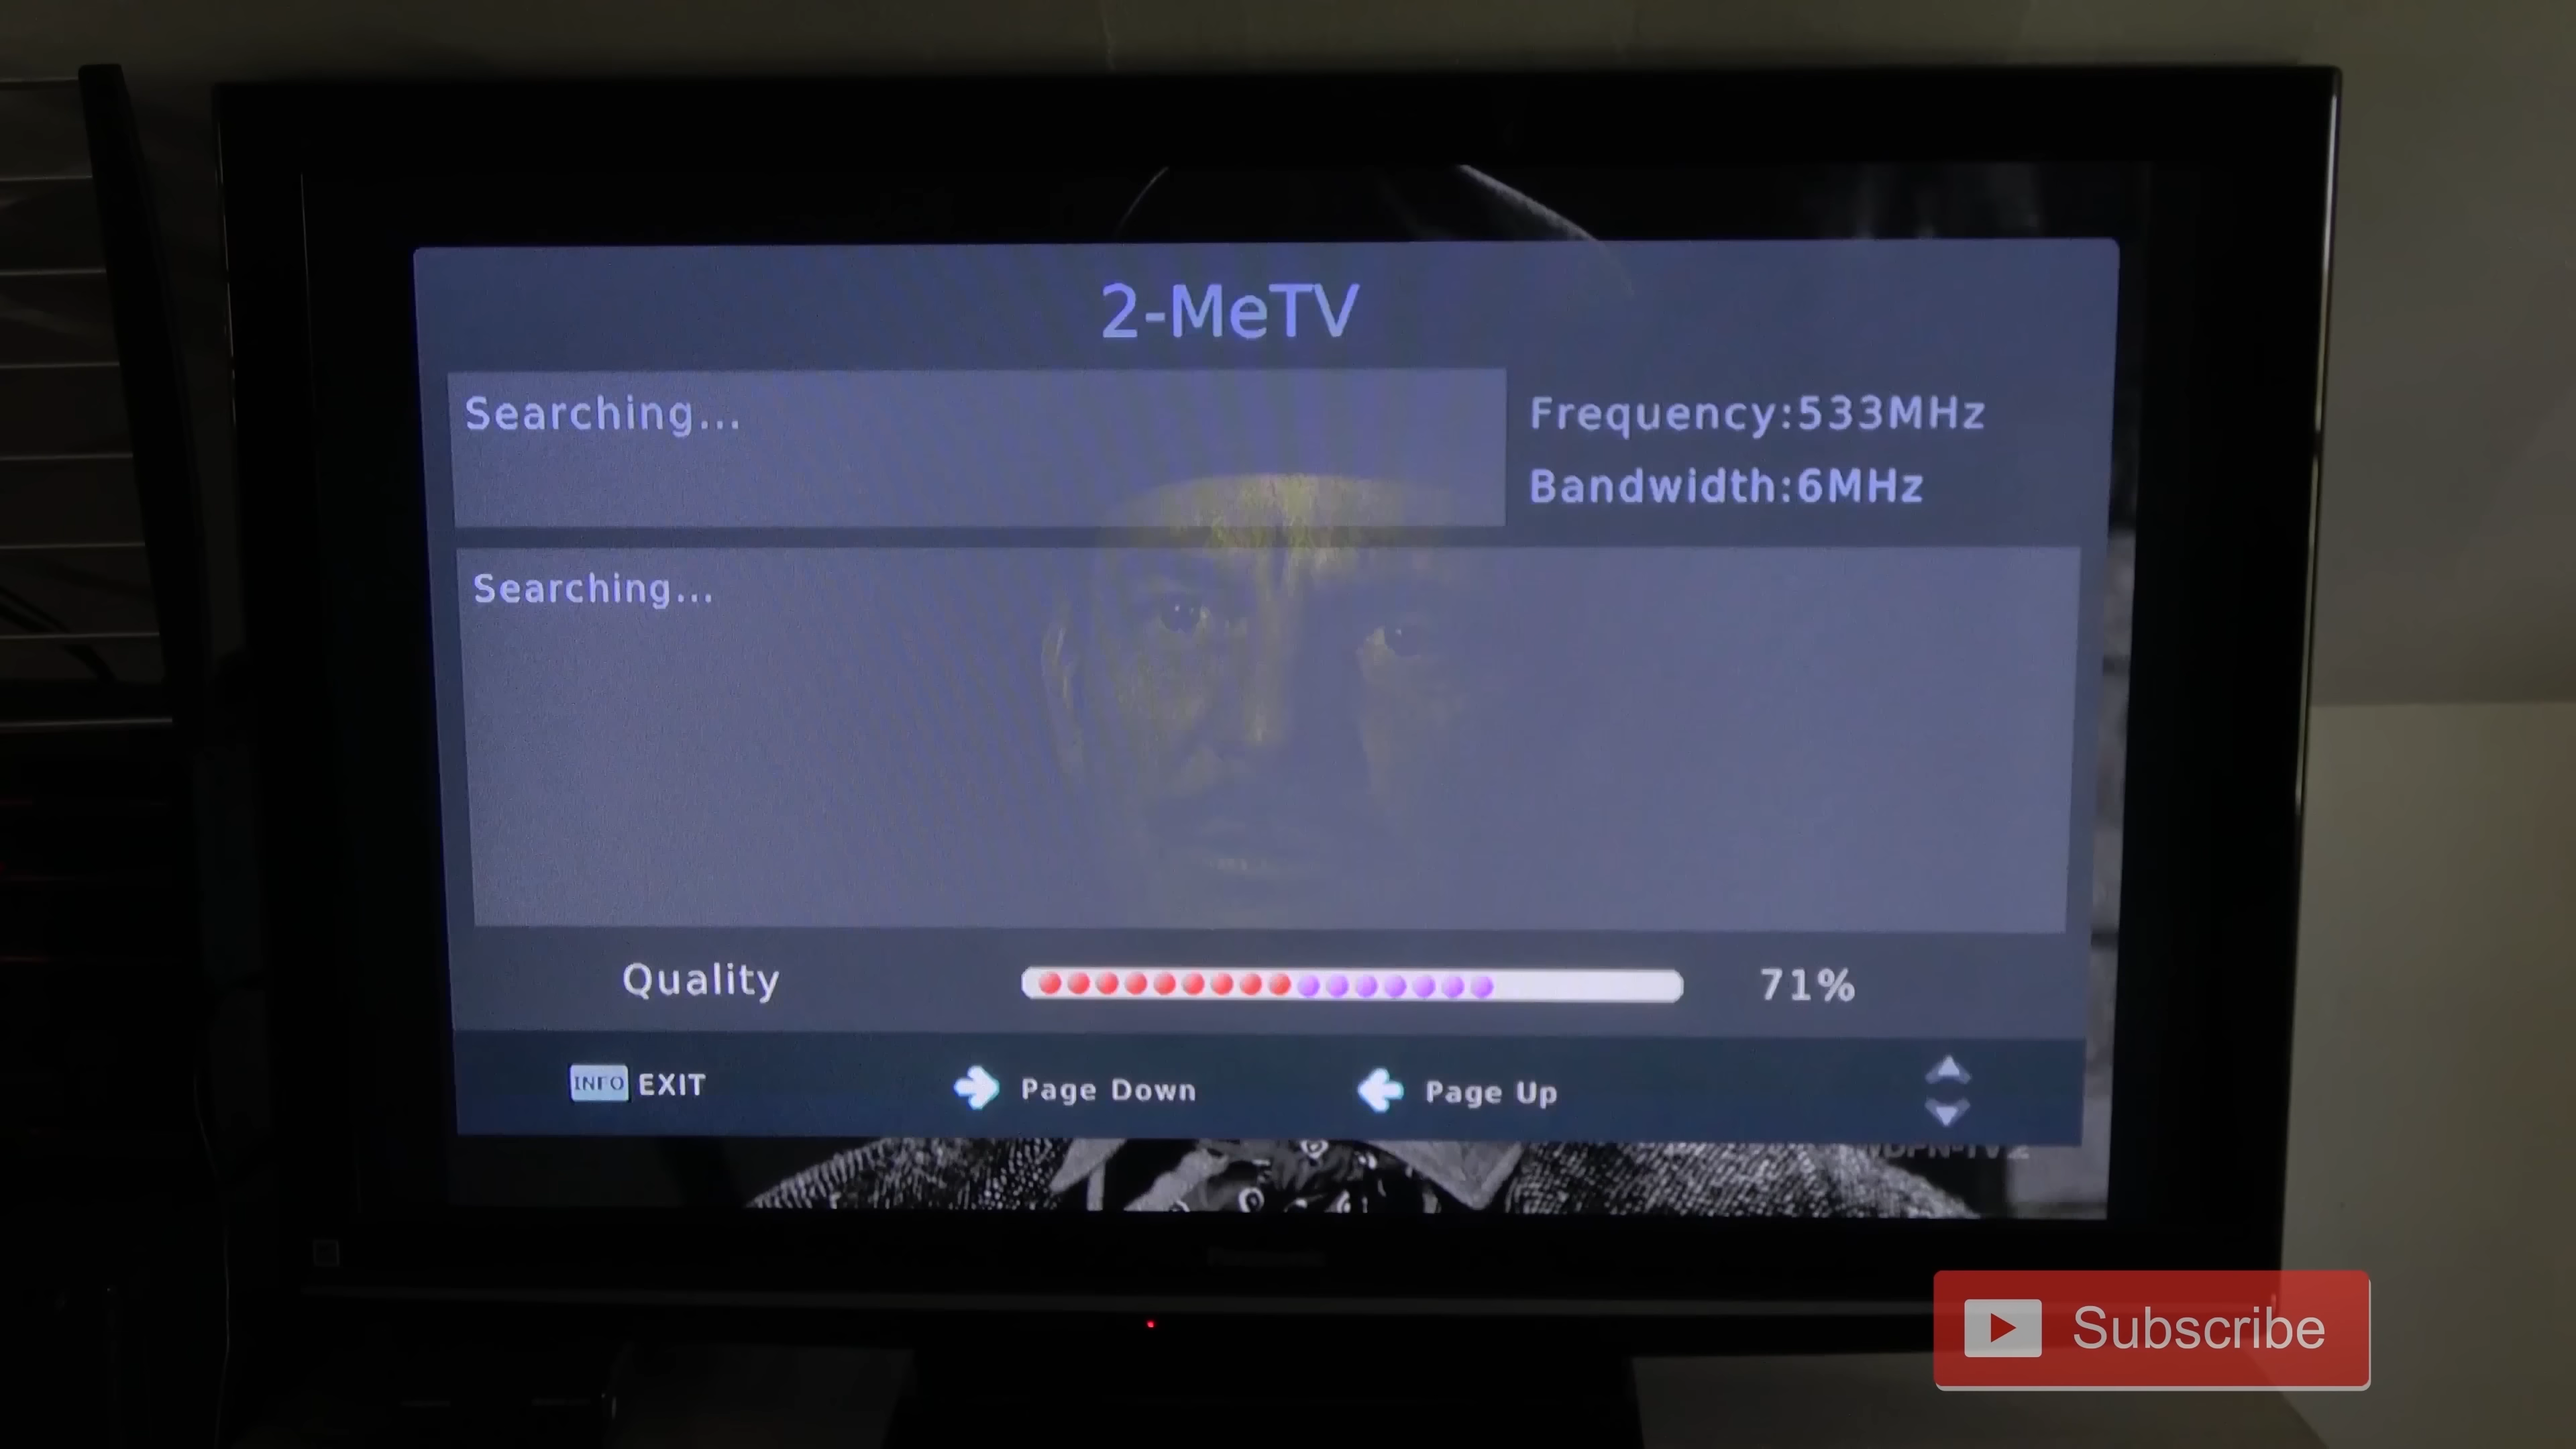 2-MeTV
Searching...
Frequency:533MHz
Bandwidth:6MHz
Searching...
Quality
71%
INFO EXIT
Page Down
Page Up
Subscribe